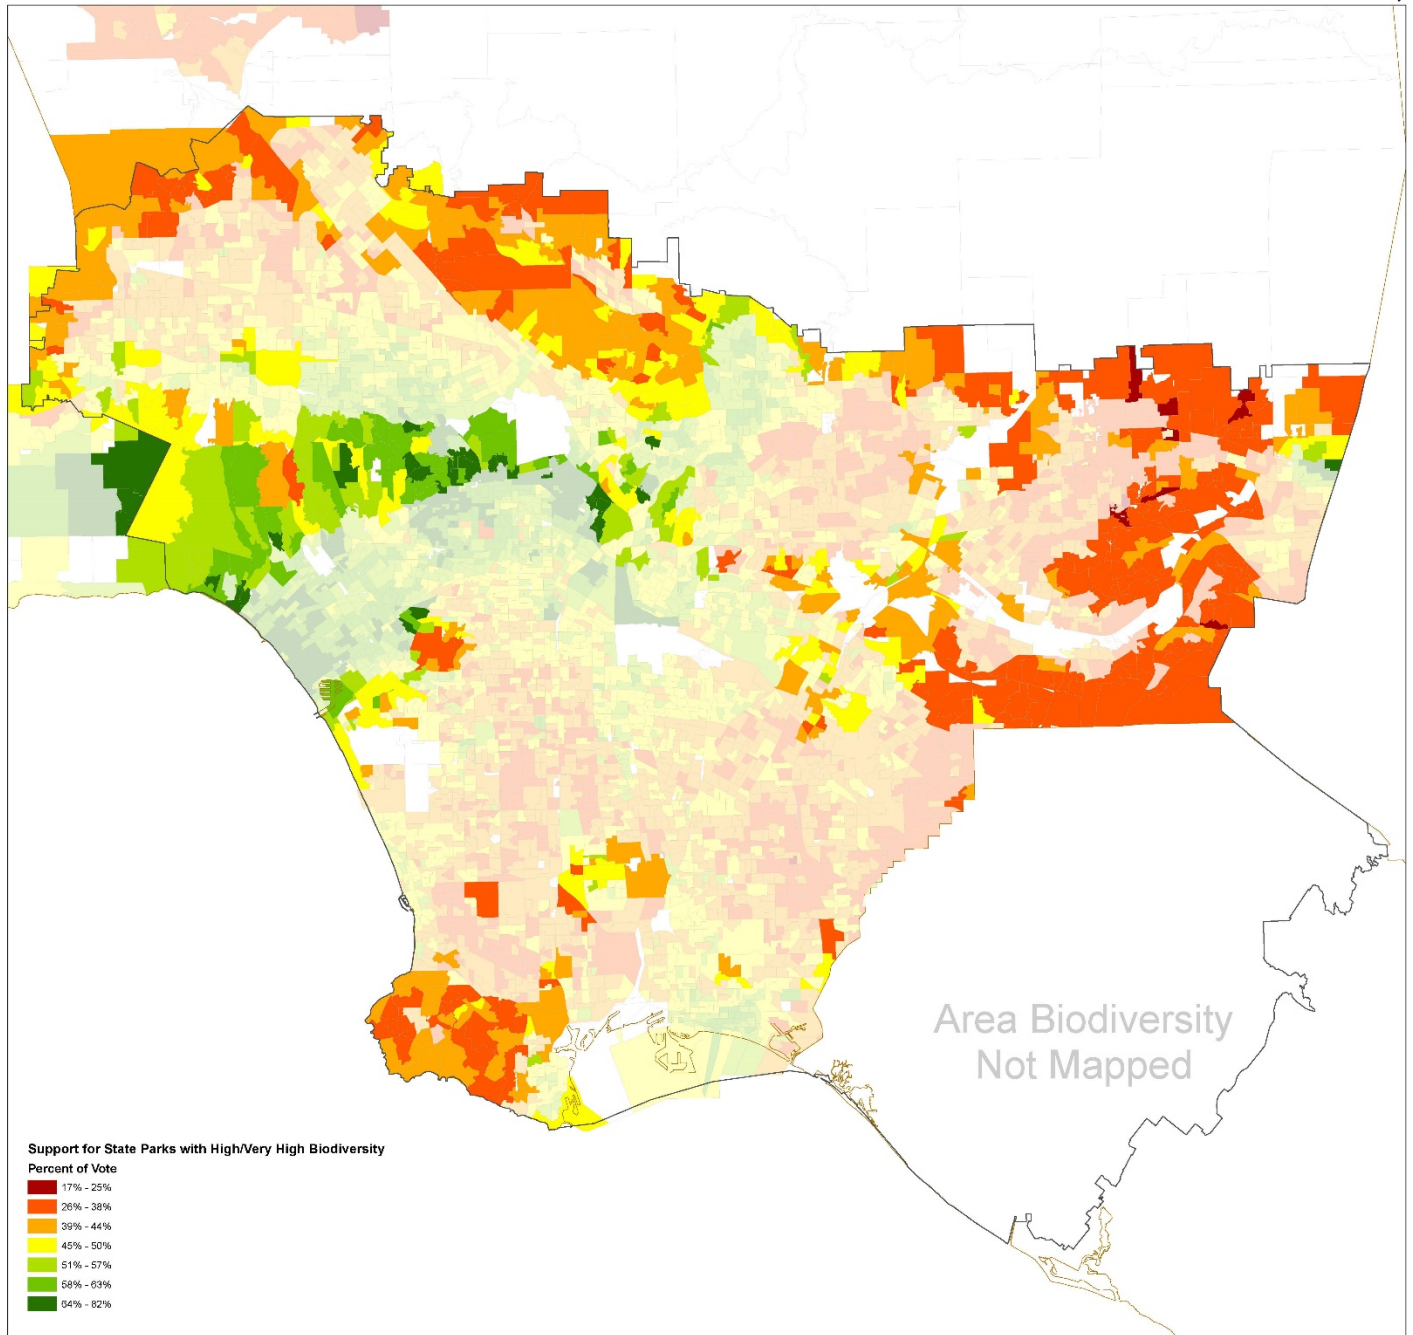 Area Biodiversity
Not Mapped
Support for State Parks with High/Very High Biodiversity
Percent of Vote
17% - 25%
26% - 38%
39% - 44%
45% - 50%
51% - 57%
58% - 63%
64% - 82%